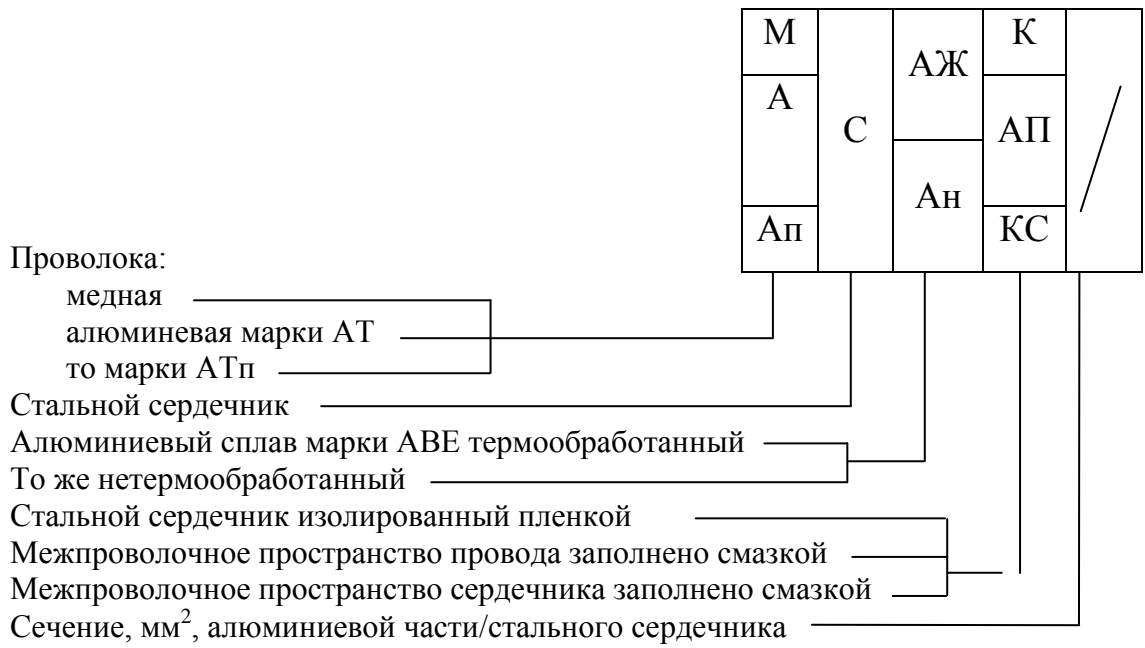 М
К
АЖ
А
С
АП
Ан
Ап
КС
Проволока:
медная
алюминевая марки АТ
то марки АТп
Стальной сердечник
Алюминиевый сплав марки АВЕ термообработанный
То же нетермообработанный
Стальной сердечник изолированный пленкой
Межпроволочное пространство провода заполнено смазкой
Межпроволочное пространство сердечника заполнено смазкой
Сечение, мм², алюминиевой части/стального сердечника